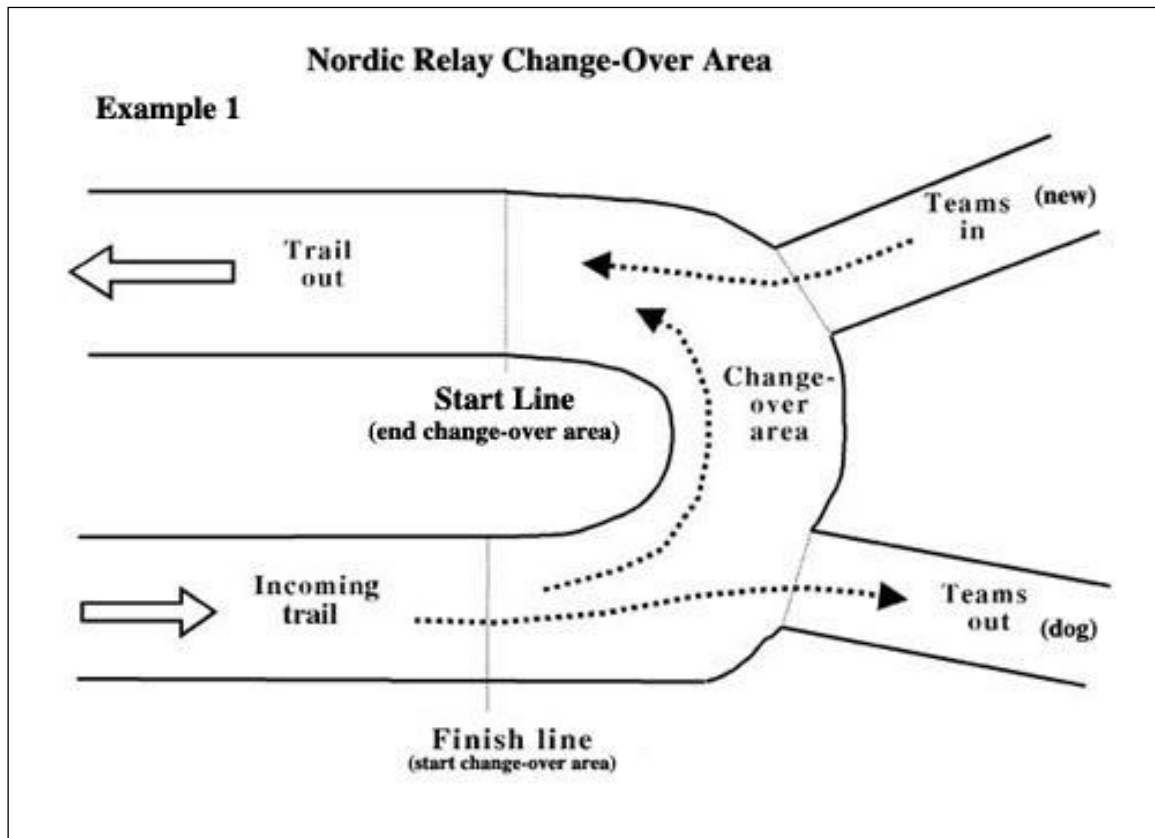 Nordic Relay Change-Over Area
Example 1
Teams (new)
in
Trail
out
Change-
over
area
Start Line
(end change-over area)
Incoming
trail
Teams
out (dog)
Finish line
(start change-over area)